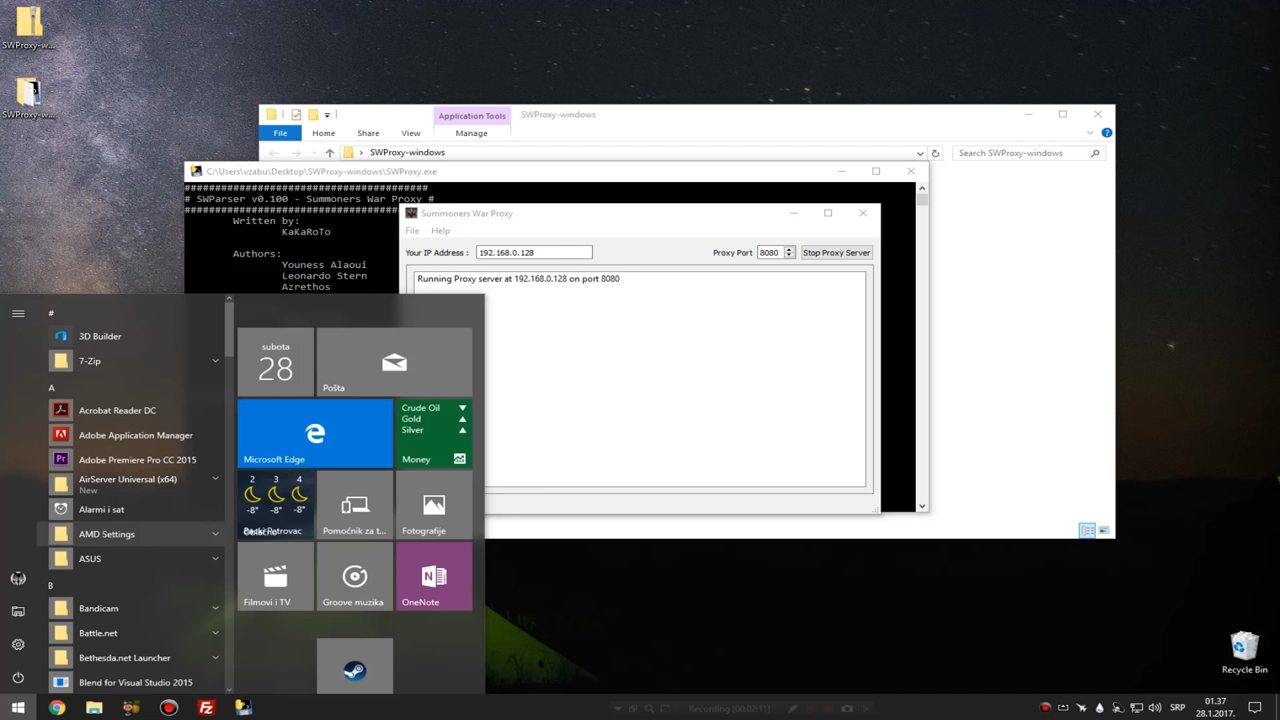 SWProxy-w...
SWProxy-w...
Application Tools
SWProxy-windows
File
Home
Share
View
Manage
SWProxy-windows
Search SWProxy-windows
C:\Users\vzabu\Desktop\SWProxy-windows\SWProxy.exe
########################################
# SWParser v0.100 - Summoners War Proxy #
Written by:
KaKaRoTo
Authors:
Youness Alaoui
Leonardo Stern
Azrethos
Summoners War Proxy
File
Help
Your IP Address :
192.168.0.128
Proxy Port
8080
Stop Proxy Server
Running Proxy server at 192.168.0.128 on port 8080
#
3D Builder
7-Zip
A
Acrobat Reader DC
Adobe Application Manager
Adobe Premiere Pro CC 2015
AirServer Universal (x64)
New
Alarmi i sat
AMD Settings
ASUS
B
Bandicam
Battle.net
Bethesda.net Launcher
Blend for Visual Studio 2015
subota
28
Pošta
Microsoft Edge
Crude Oil
Gold
Silver
Money
2 3 4
-8° -8° -8°
Petrovac
Pomoćnik za t...
Fotografije
Filmovi i TV
Groove muzika
OneNote
Recycle Bin
Recording (00:02:11)
SRP
01.37
28.1.2017.